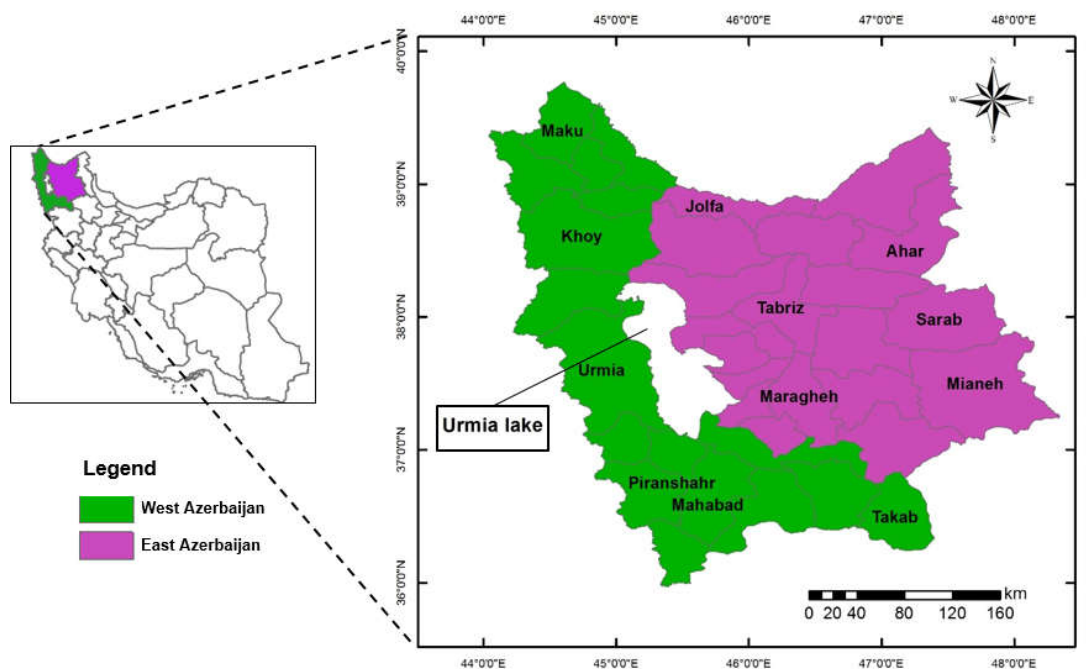 44°0'0"E 45°0'0"E 46°0'0"E 47°0'0"E 48°0'0"E
40°0'0"N
39°0'0"N
38°0'0"N
37°0'0"N
36°0'0"N
N
W E
S
Maku
Jolfa
Khoy
Ahar
Tabriz
Sarab
Urmia
Mianeh
Maragheh
Urmia lake
Piranshahr
Mahabad
Takab
Legend
West Azerbaijan
East Azerbaijan
km
0 20 40 80 120 160
44°0'0"E 45°0'0"E 46°0'0"E 47°0'0"E 48°0'0"E